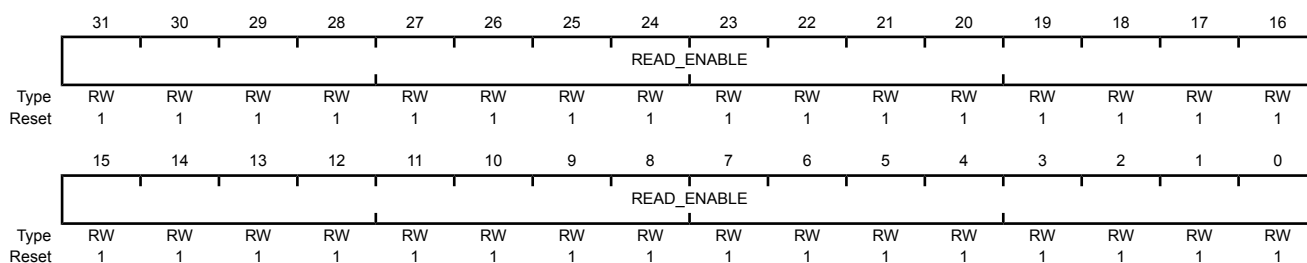 31 30 29 28 27 26 25 24 23 22 21 20 19 18 17 16
READ_ENABLE
Type RW RW RW RW RW RW RW RW RW RW RW RW RW RW RW RW
Reset 1 1 1 1 1 1 1 1 1 1 1 1 1 1 1 1
15 14 13 12 11 10 9 8 7 6 5 4 3 2 1 0
READ_ENABLE
Type RW RW RW RW RW RW RW RW RW RW RW RW RW RW RW RW
Reset 1 1 1 1 1 1 1 1 1 1 1 1 1 1 1 1